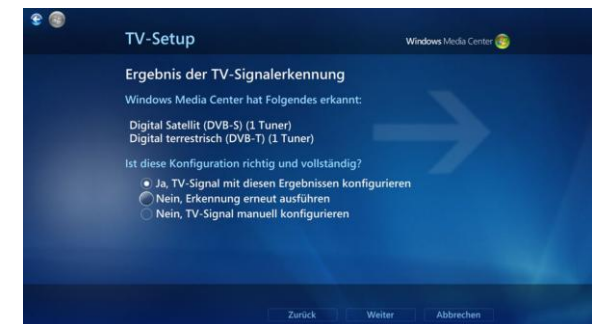 TV-Setup
Windows Media Center
Ergebnis der TV-Signalerkennung
Windows Media Center hat Folgendes erkannt:
Digital Satellit (DVB-S) (1 Tuner)
Digital terrestrisch (DVB-T) (1 Tuner)
Ist diese Konfiguration richtig und vollständig?
Ja, TV-Signal mit diesen Ergebnissen konfigurieren
Nein, Erkennung erneut ausführen
Nein, TV-Signal manuell konfigurieren
Zurück Weiter Abbrechen